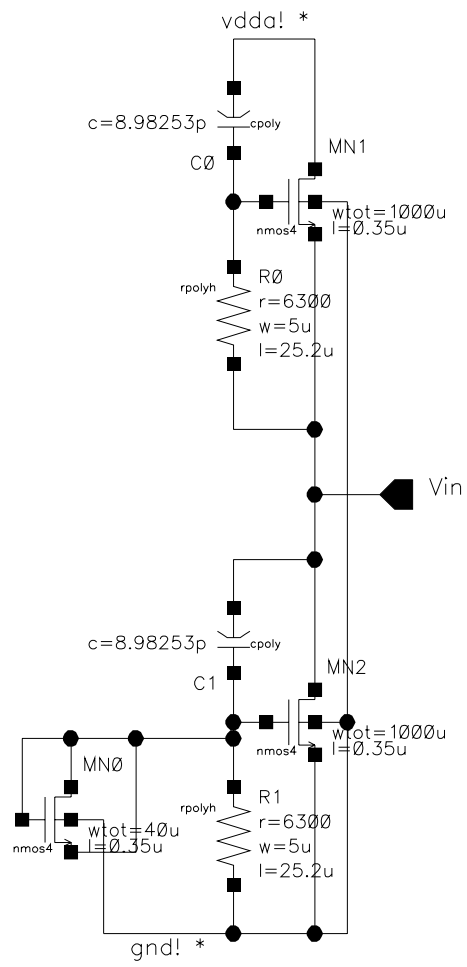 vdda! *
c=8.98253p
cpoly
C0
MN1
wtot=1000u
nmos4
l=0.35u
rpolyh
R0
r=6300
w=5u
l=25.2u
Vin
c=8.98253p
cpoly
C1
MN2
wtot=1000u
nmos4
l=0.35u
MN0
wtot=40u
nmos4
l=0.35u
rpolyh
R1
r=6300
w=5u
l=25.2u
gnd! *